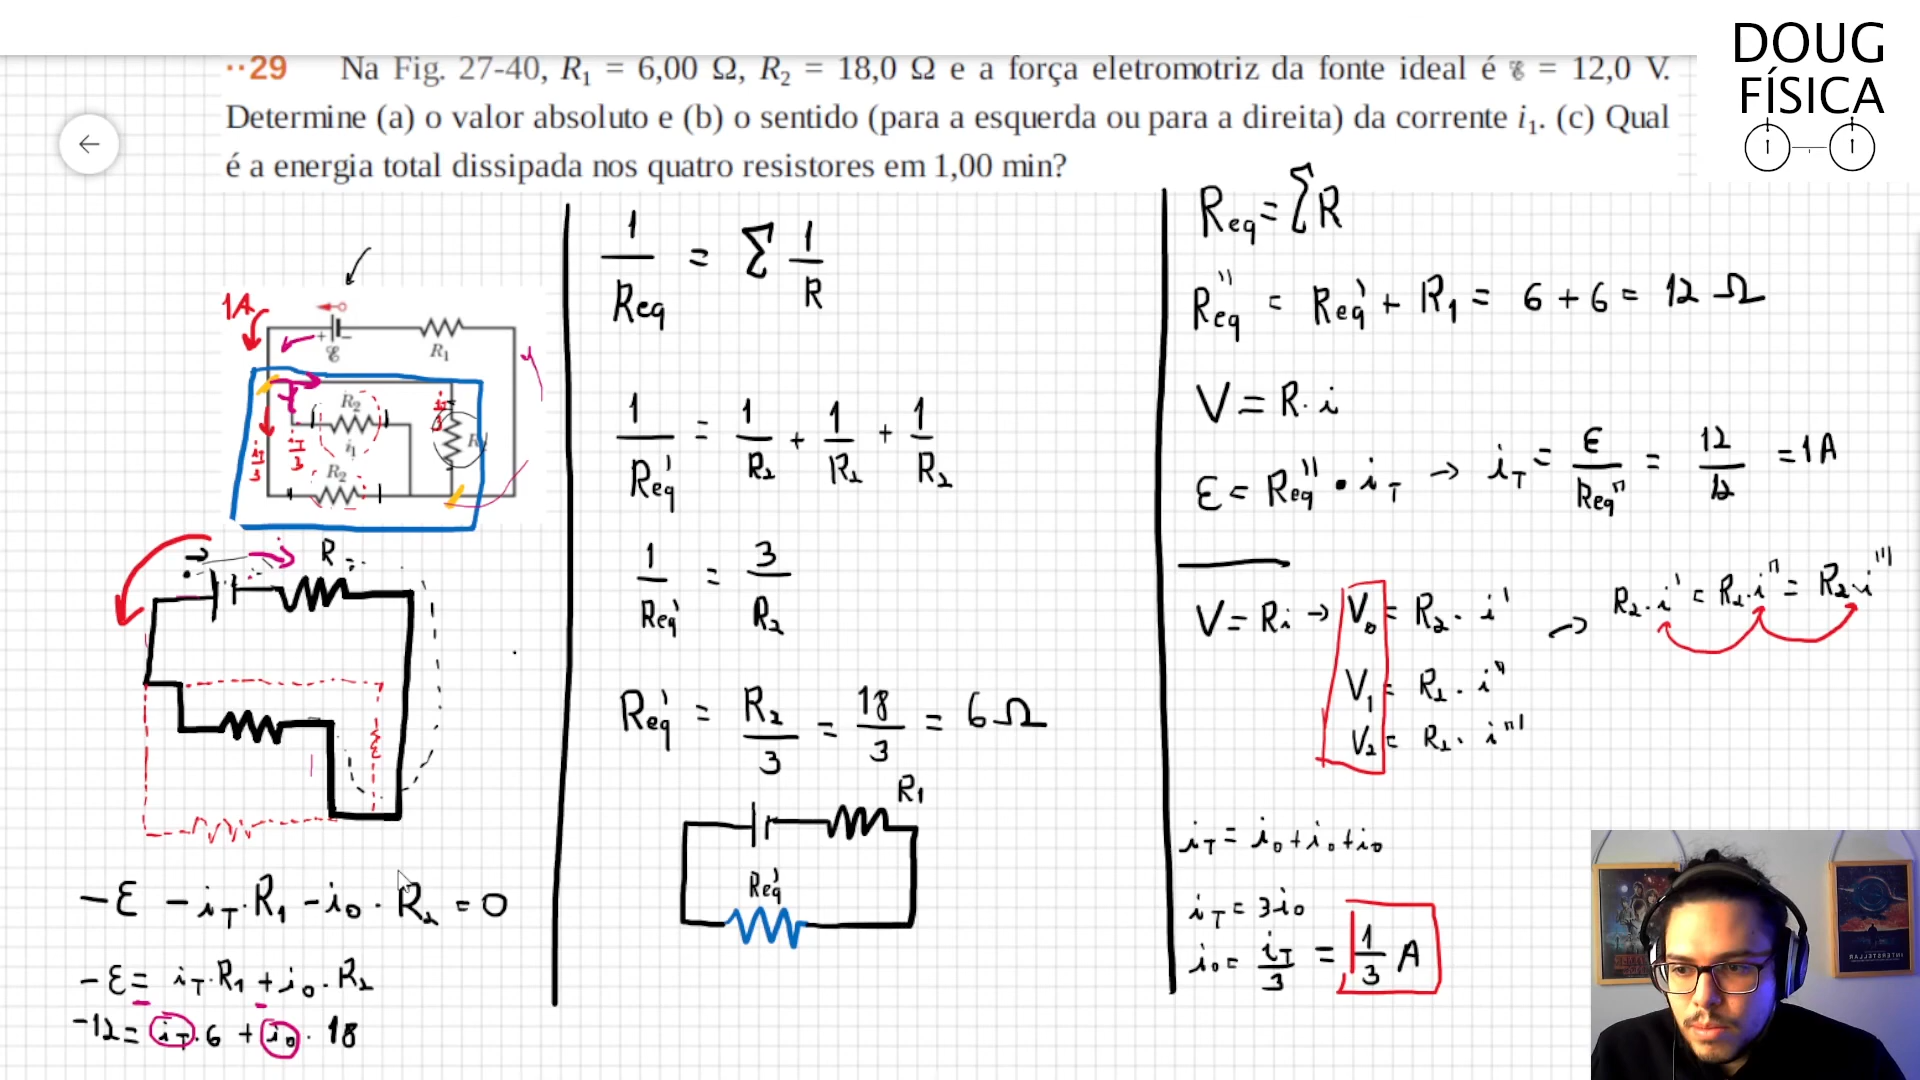 DOUG
FÍSICA
··29 Na Fig. 27-40, R₁ = 6,00 Ω, R₂ = 18,0 Ω e a força eletromotriz da fonte ideal é ℰ = 12,0 V.
Determine (a) o valor absoluto e (b) o sentido (para a esquerda ou para a direita) da corrente i₁. (c) Qual
é a energia total dissipada nos quatro resistores em 1,00 min?
1A
+ −
ℰ
R₁
R₂
i₁
R₂
R
iT/3
iT/3
iT/3
i
R
−ℰ − iT·R₁ − i₀·R₂ = 0
−ℰ = iT·R₁ + i₀·R₂
−12 = iT·6 + i₀·18
1/Req = Σ 1/R
1/Req' = 1/R₂ + 1/R₂ + 1/R₂
1/Req' = 3/R₂
Req' = R₂/3 = 18/3 = 6Ω
R₁
Req'
Req = ΣR
Req'' = Req' + R₁ = 6 + 6 = 12 Ω
V = R·i
ℰ = Req''·iT → iT = ℰ/Req'' = 12/12 = 1A
V = Ri → V₀ = R₂·i' → R₂·i' = R₂·i'' = R₂·i'''
V₁ = R₂·i''
V₂ = R₂·i'''
iT = i₀ + i₀ + i₀
iT = 3i₀
i₀ = iT/3 = 1/3 A
INTERSTELLAR